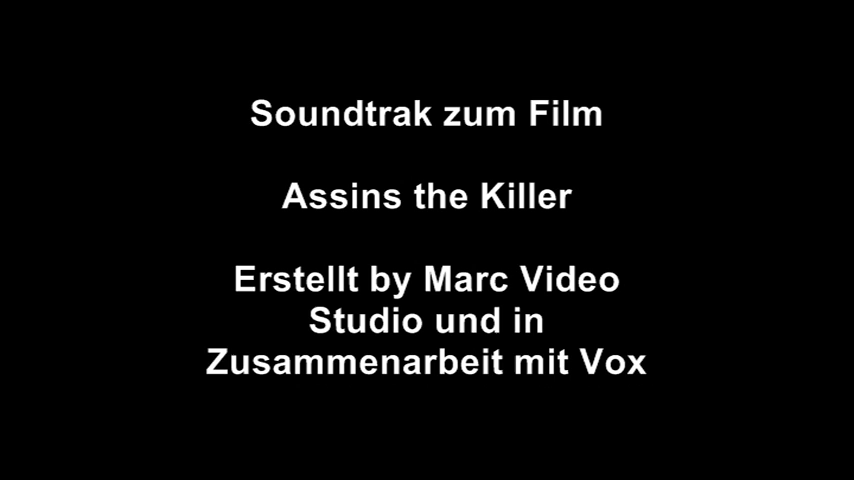 Soundtrak zum Film
Assins the Killer
Erstellt by Marc Video
Studio und in
Zusammenarbeit mit Vox